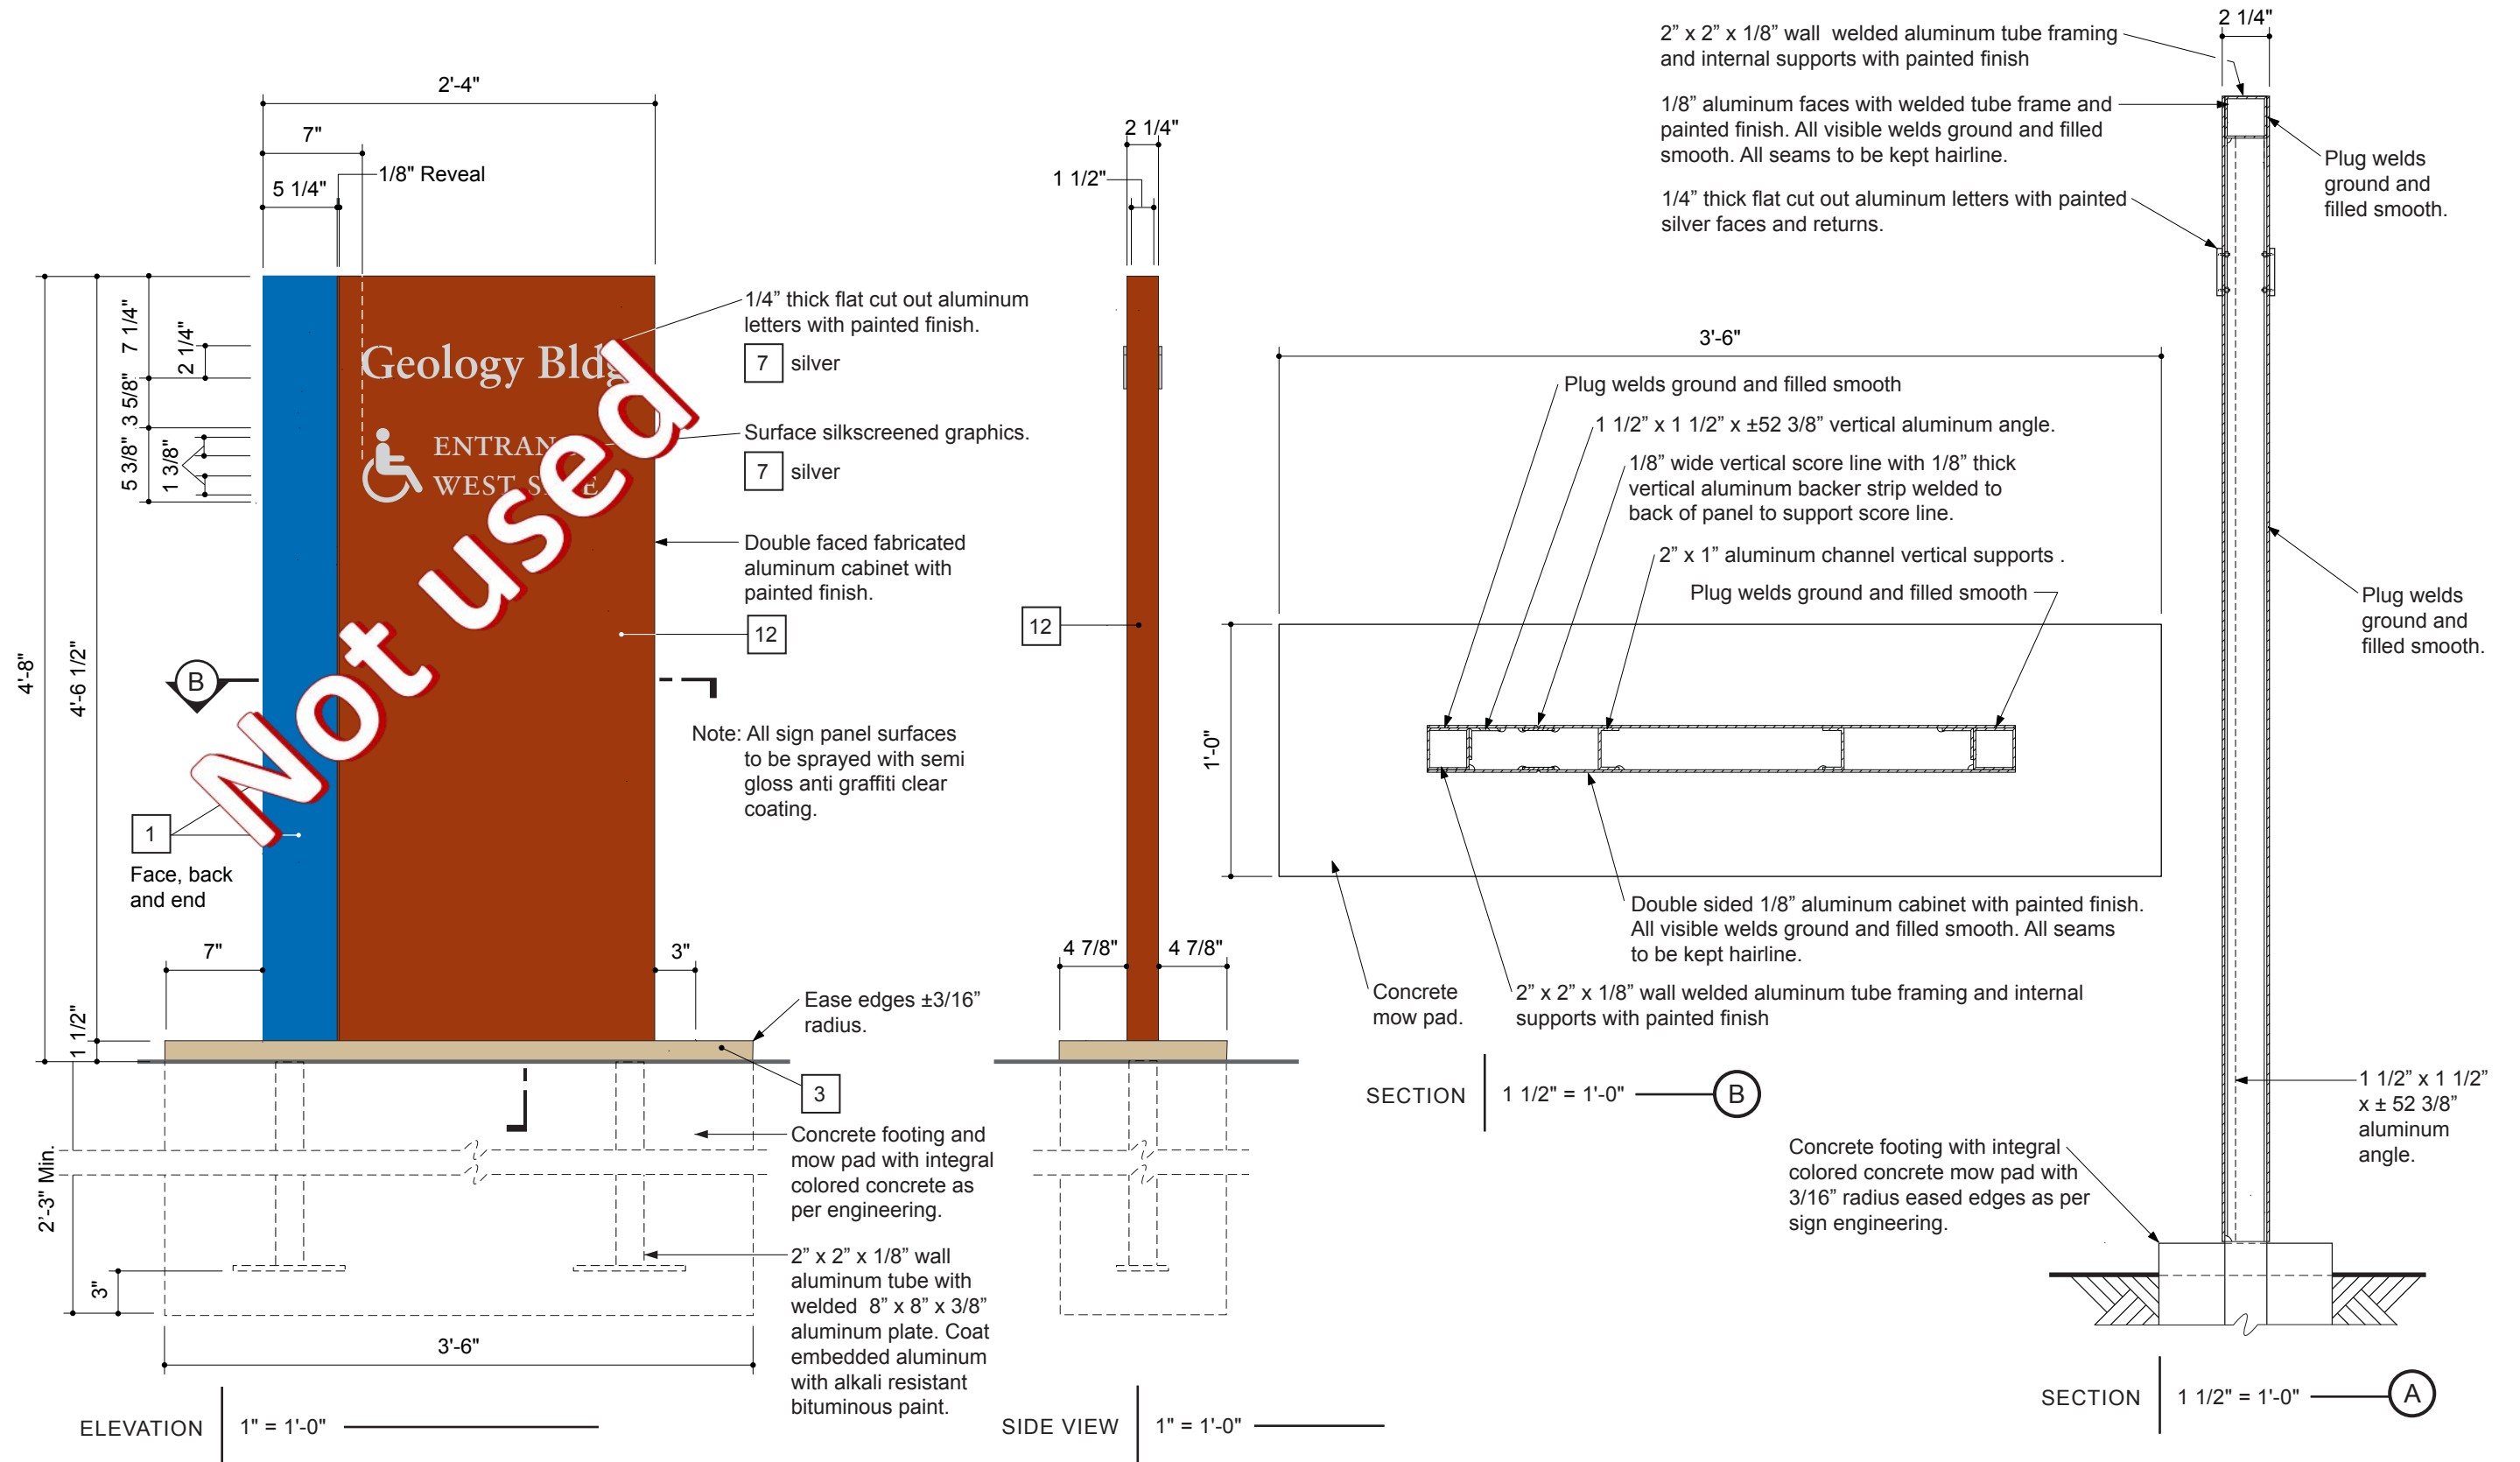 2'-4"
7"
1/8" Reveal
5 1/4"
7 1/4"
2 1/4"
3 5/8"
5 3/8"
1 3/8"
4'-8"
4'-6 1/2"
1 1/2"
2'-3" Min.
3"
Geology Bldg
WEST
Not used
1/4” thick flat cut out aluminum
letters with painted finish.
7 silver
Surface silkscreened graphics.
7 silver
Double faced fabricated
aluminum cabinet with
painted finish.
12
B
Note: All sign panel surfaces
to be sprayed with semi
gloss anti graffiti clear
coating.
1
Face, back
and end
7"
3"
Ease edges ±3/16”
radius.
3
Concrete footing and
mow pad with integral
colored concrete as
per engineering.
2” x 2” x 1/8” wall
aluminum tube with
welded 8” x 8” x 3/8”
aluminum plate. Coat
embedded aluminum
with alkali resistant
bituminous paint.
3'-6"
ELEVATION 1" = 1'-0"
2 1/4"
1 1/2"
12
4 7/8" 4 7/8"
SIDE VIEW 1" = 1'-0"
3'-6"
Plug welds ground and filled smooth
1 1/2” x 1 1/2” x ±52 3/8” vertical aluminum angle.
1/8” wide vertical score line with 1/8” thick
vertical aluminum backer strip welded to
back of panel to support score line.
2” x 1” aluminum channel vertical supports .
Plug welds ground and filled smooth
1'-0"
Double sided 1/8” aluminum cabinet with painted finish.
All visible welds ground and filled smooth. All seams
to be kept hairline.
Concrete
mow pad.
2” x 2” x 1/8” wall welded aluminum tube framing and internal
supports with painted finish
SECTION 1 1/2" = 1'-0" B
2 1/4"
2” x 2” x 1/8” wall welded aluminum tube framing
and internal supports with painted finish
1/8” aluminum faces with welded tube frame and
painted finish. All visible welds ground and filled
smooth. All seams to be kept hairline.
1/4” thick flat cut out aluminum letters with painted
silver faces and returns.
Plug welds
ground and
filled smooth.
Plug welds
ground and
filled smooth.
1 1/2” x 1 1/2”
x ± 52 3/8”
aluminum
angle.
Concrete footing with integral
colored concrete mow pad with
3/16” radius eased edges as per
sign engineering.
SECTION 1 1/2" = 1'-0" A